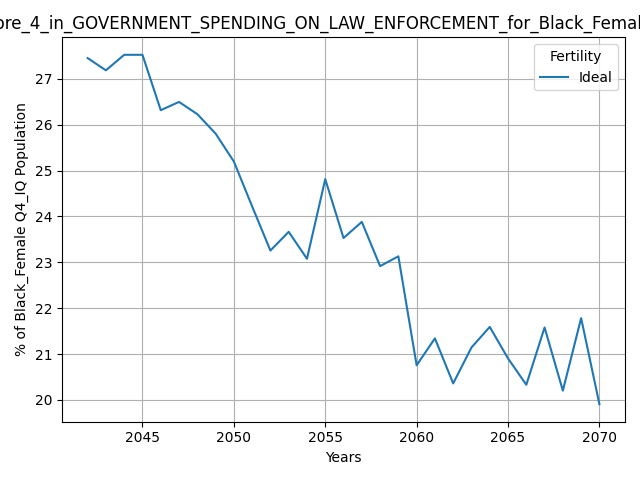 ore_4_in_GOVERNMENT_SPENDING_ON_LAW_ENFORCEMENT_for_Black_Femal
Fertility
Ideal
% of Black_Female Q4_IQ Population
27
26
25
24
23
22
21
20
2045 2050 2055 2060 2065 2070
Years